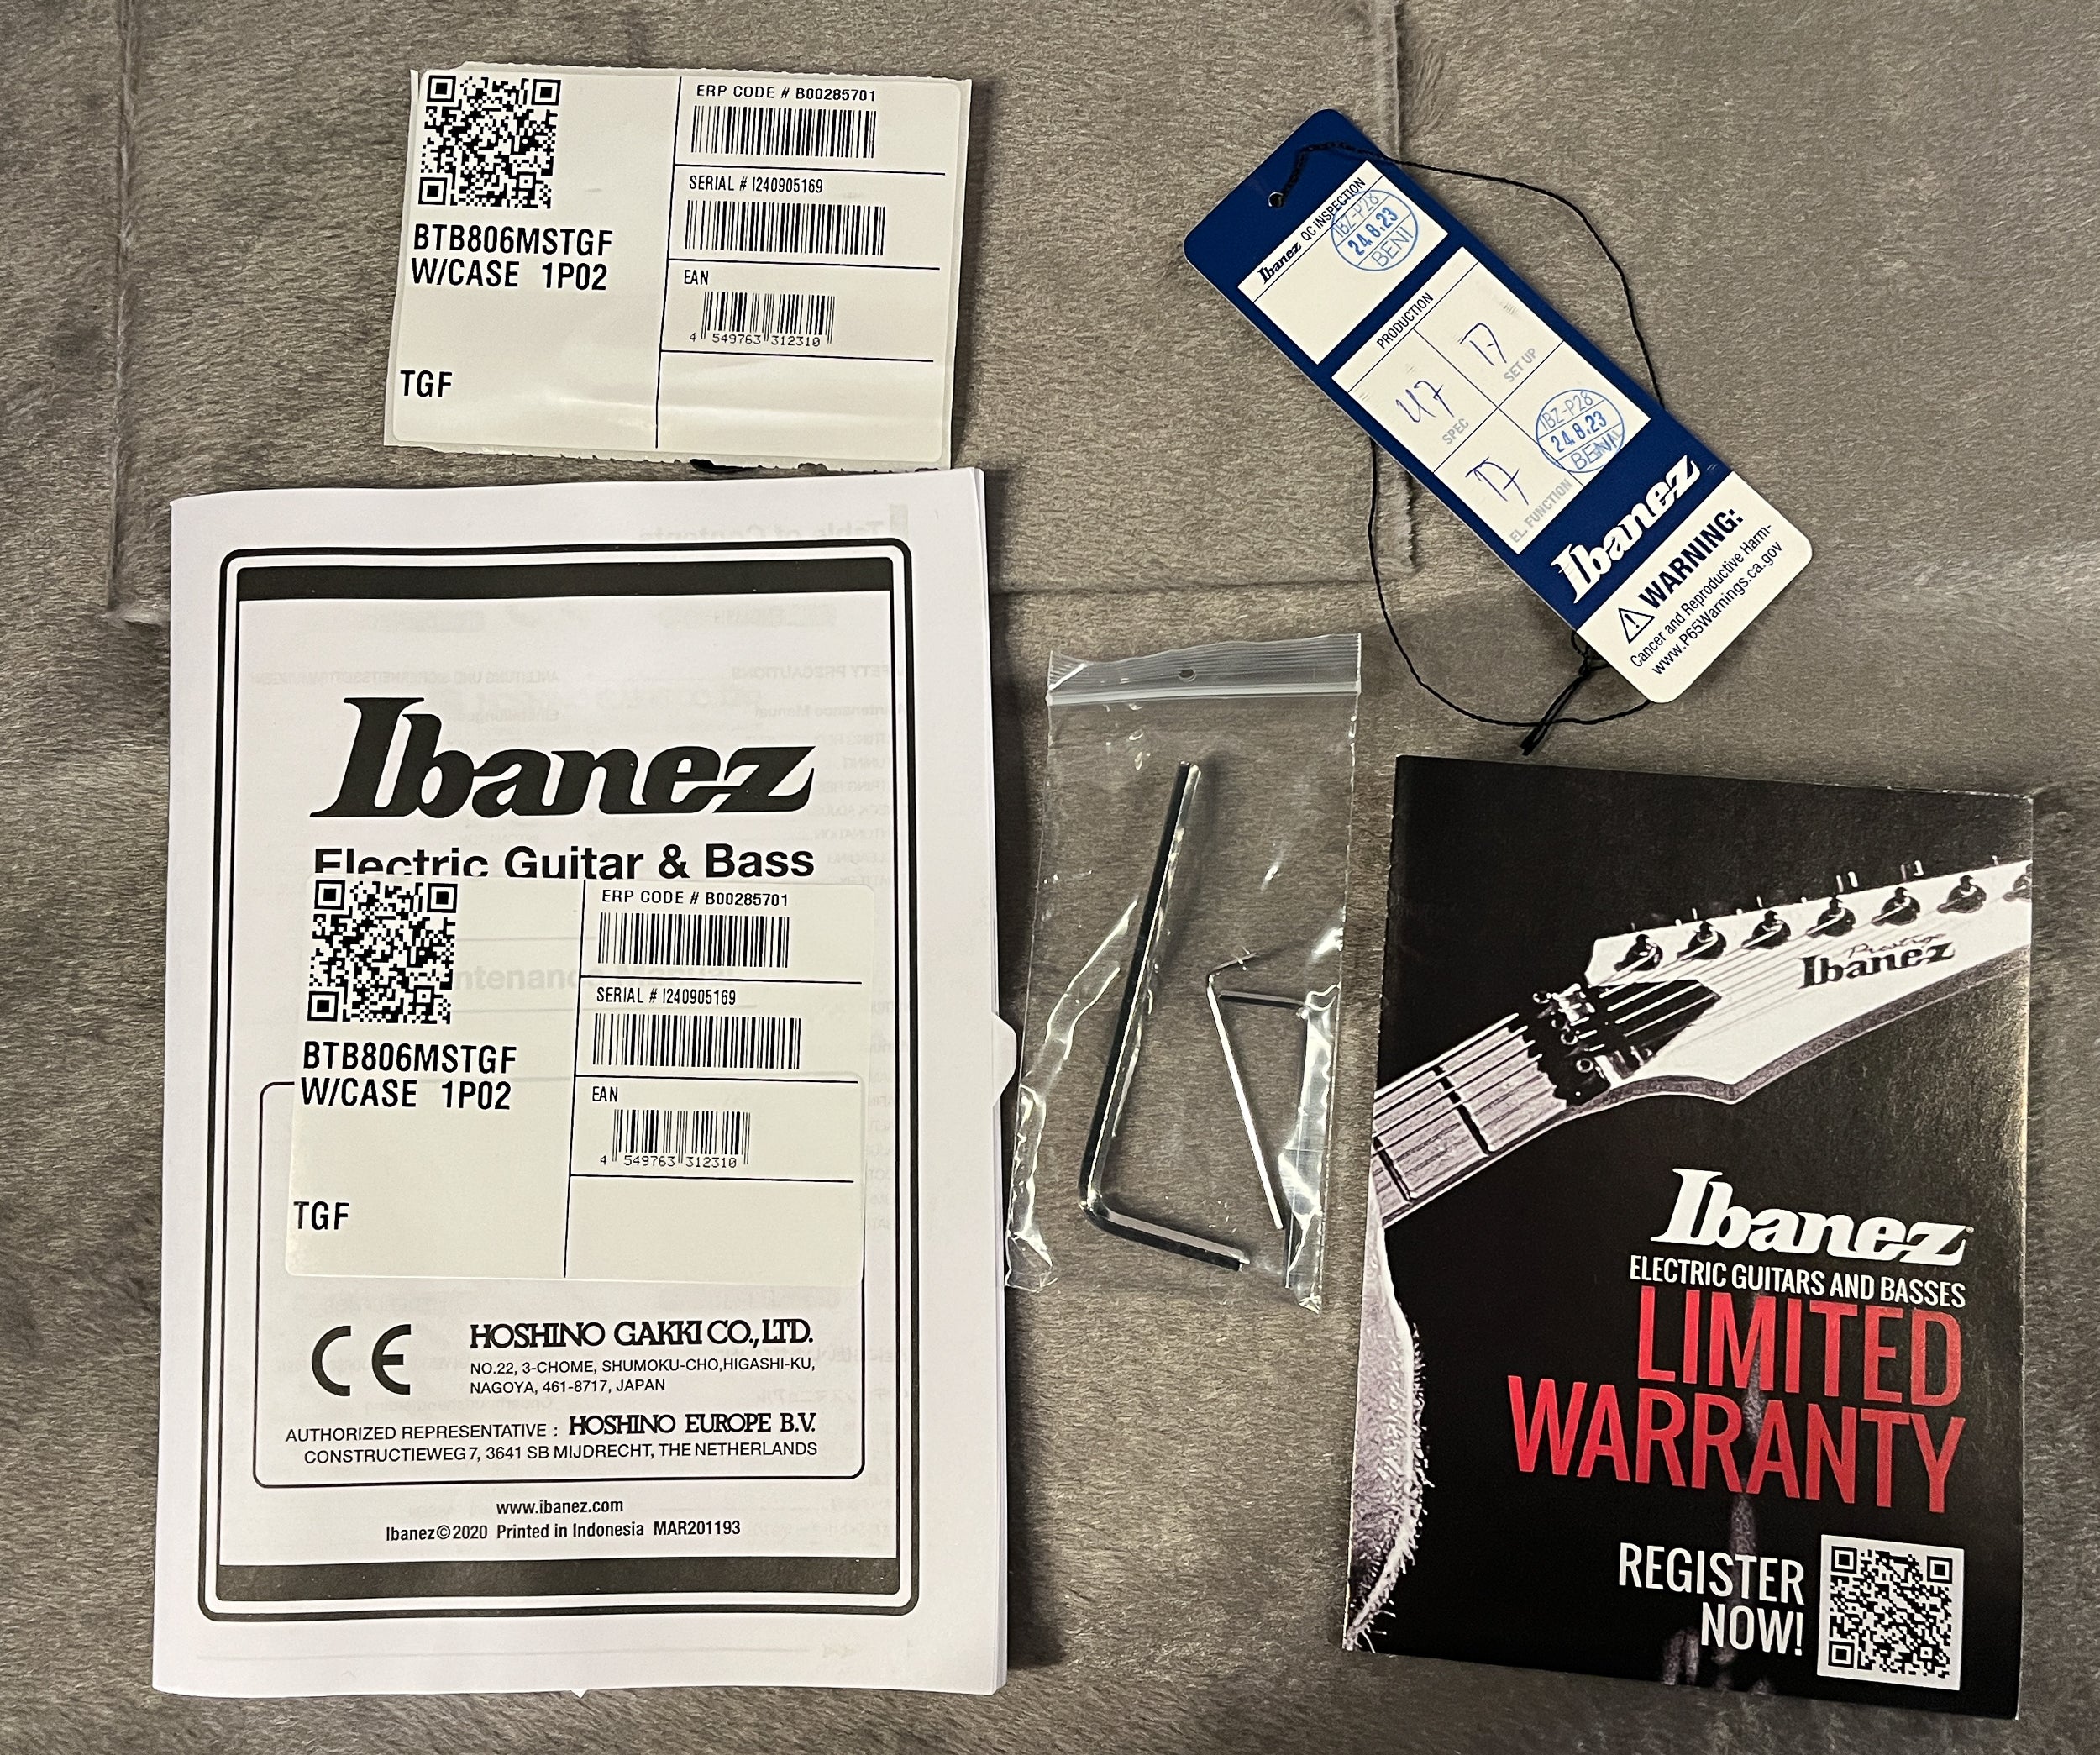 ERP CODE # B00285701
SERIAL # I240905169
BTB806MSTGF
W/CASE 1P02
EAN
4 549763 312310
TGF
Ibanez QC INSPECTION
IBZ-P28
24.8.23
BENI
PRODUCTION
SET UP
SPEC
EL. FUNCTION
IBZ-P28
24.8.23
Ibanez
WARNING:
Cancer and Reproductive Harm-
www.P65Warnings.ca.gov
Ibanez
Electric Guitar & Bass
ntenance Manual
ERP CODE # B00285701
SERIAL # I240905169
BTB806MSTGF
W/CASE 1P02
EAN
4 549763 312310
TGF
CE
HOSHINO GAKKI CO., LTD.
NO.22, 3-CHOME, SHUMOKU-CHO,HIGASHI-KU,
NAGOYA, 461-8717, JAPAN
AUTHORIZED REPRESENTATIVE : HOSHINO EUROPE B.V.
CONSTRUCTIEWEG 7, 3641 SB MIJDRECHT, THE NETHERLANDS
www.ibanez.com
Ibanez©2020 Printed in Indonesia MAR201193
Prestige
Ibanez
Ibanez
ELECTRIC GUITARS AND BASSES
LIMITED
WARRANTY
REGISTER
NOW!